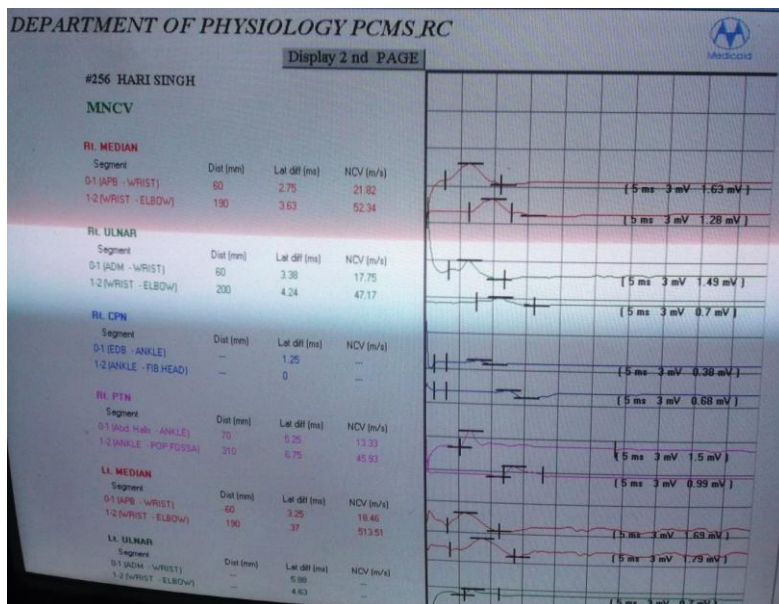 DEPARTMENT OF PHYSIOLOGY PCMS,RC
Medicaid
Display 2 nd PAGE
#256 HARI SINGH
MNCV
Rt. MEDIAN
Segment Dist (mm) Lat diff (ms) NCV (m/s)
0-1 (APB - WRIST) 60 2.75 21.82
1-2 (WRIST - ELBOW) 190 3.63 52.34
( 5 ms 3 mV 1.63 mV )
( 5 ms 3 mV 1.28 mV )
Rt. ULNAR
Segment Dist (mm) Lat diff (ms) NCV (m/s)
0-1 (ADM - WRIST) 60 3.38 17.75
1-2 (WRIST - ELBOW) 200 4.24 47.17
( 5 ms 3 mV 1.49 mV )
( 5 ms 3 mV 0.7 mV )
Rt. CPN
Segment Dist (mm) Lat diff (ms) NCV (m/s)
0-1 (EDB - ANKLE) --- 1.25 ---
1-2 (ANKLE - FIB.HEAD) --- 0 ---
( 5 ms 3 mV 0.38 mV )
( 5 ms 3 mV 0.68 mV )
Rt. PTN
Segment Dist (mm) Lat diff (ms) NCV (m/s)
0-1 (Abd. Hallu - ANKLE) 70 5.25 13.33
1-2 (ANKLE - POP.FOSSA) 310 6.75 45.93
( 5 ms 3 mV 1.5 mV )
( 5 ms 3 mV 0.99 mV )
Lt. MEDIAN
Segment Dist (mm) Lat diff (ms) NCV (m/s)
0-1 (APB - WRIST) 60 3.25 18.46
1-2 (WRIST - ELBOW) 190 .37 513.51
( 5 ms 3 mV 1.69 mV )
( 5 ms 3 mV 1.79 mV )
Lt. ULNAR
Segment Dist (mm) Lat diff (ms) NCV (m/s)
0-1 (ADM - WRIST) --- 5.88 ---
1-2 (WRIST - ELBOW) --- 4.63 ---